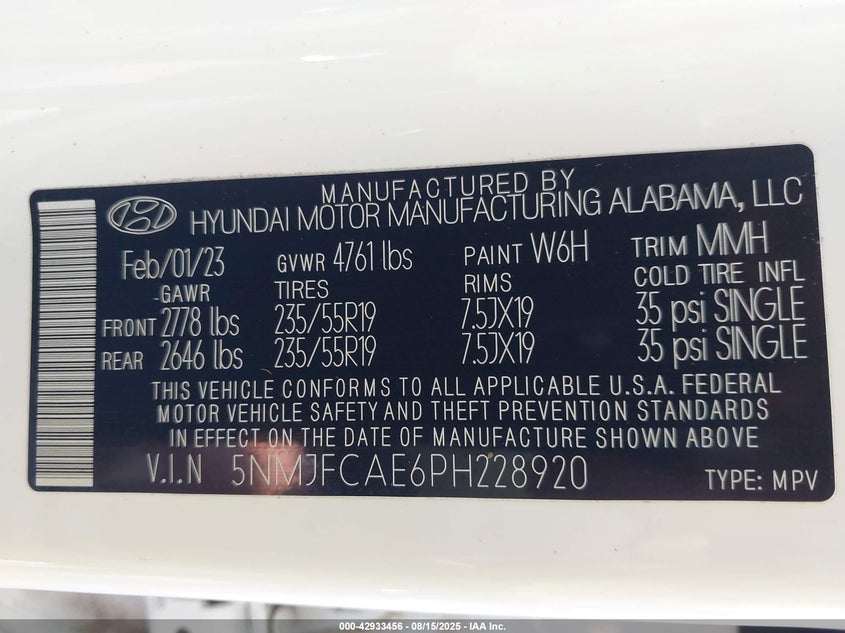 MANUFACTURED BY
HYUNDAI MOTOR MANUFACTURING ALABAMA, LLC
Feb/01/23 GVWR 4761 lbs PAINT W6H TRIM MMH
GAWR TIRES RIMS COLD TIRE INFL
FRONT 2778 lbs 235/55R19 7.5JX19 35 psi SINGLE
REAR 2646 lbs 235/55R19 7.5JX19 35 psi SINGLE
THIS VEHICLE CONFORMS TO ALL APPLICABLE U.S.A. FEDERAL
MOTOR VEHICLE SAFETY AND THEFT PREVENTION STANDARDS
IN EFFECT ON THE DATE OF MANUFACTURE SHOWN ABOVE
V.I.N 5NMJFCAE6PH228920 TYPE: MPV
000-42933456 - 08/15/2025 - IAA Inc.